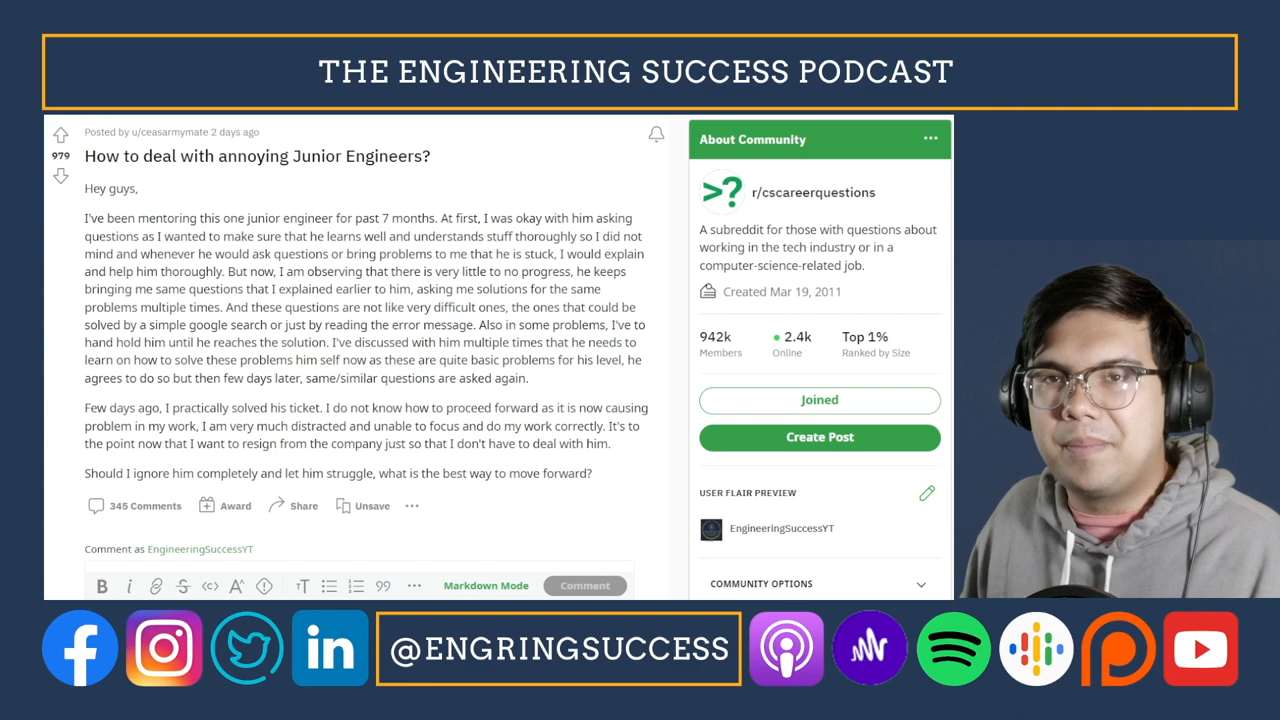 THE ENGINEERING SUCCESS PODCAST
Posted by u/ceasarmymate 2 days ago
979
How to deal with annoying Junior Engineers?
Hey guys,
I've been mentoring this one junior engineer for past 7 months. At first, I was okay with him asking
questions as I wanted to make sure that he learns well and understands stuff thoroughly so I did not
mind and whenever he would ask questions or bring problems to me that he is stuck, I would explain
and help him thoroughly. But now, I am observing that there is very little to no progress, he keeps
bringing me same questions that I explained earlier to him, asking me solutions for the same
problems multiple times. And these questions are not like very difficult ones, the ones that could be
solved by a simple google search or just by reading the error message. Also in some problems, I've to
hand hold him until he reaches the solution. I've discussed with him multiple times that he needs to
learn on how to solve these problems him self now as these are quite basic problems for his level, he
agrees to do so but then few days later, same/similar questions are asked again.
Few days ago, I practically solved his ticket. I do not know how to proceed forward as it is now causing
problem in my work, I am very much distracted and unable to focus and do my work correctly. It's to
the point now that I want to resign from the company just so that I don't have to deal with him.
Should I ignore him completely and let him struggle, what is the best way to move forward?
345 Comments Award Share Unsave
Comment as EngineeringSuccessYT
B i <c> A T 99 Markdown Mode Comment
About Community
>? r/cscareerquestions
A subreddit for those with questions about
working in the tech industry or in a
computer-science-related job.
Created Mar 19, 2011
942k 2.4k Top 1%
Members Online Ranked by Size
Joined
Create Post
USER FLAIR PREVIEW
EngineeringSuccessYT
COMMUNITY OPTIONS
f in @ENGRINGSUCCESS